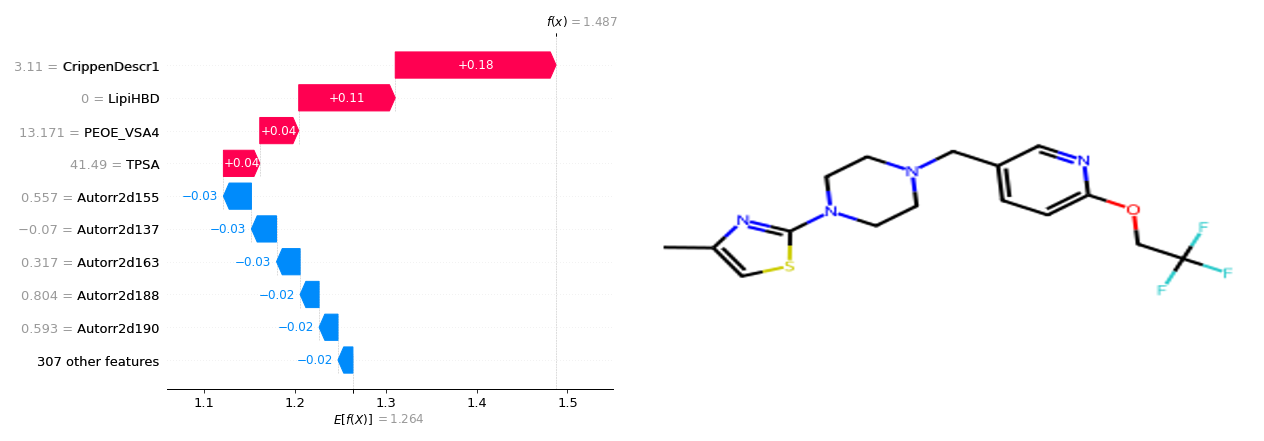 f(x) = 1.487
3.11 = CrippenDescr1
+0.18
0 = LipiHBD
+0.11
13.171 = PEOE_VSA4
+0.04
41.49 = TPSA
+0.04
0.557 = Autorr2d155
−0.03
−0.07 = Autorr2d137
−0.03
0.317 = Autorr2d163
−0.03
0.804 = Autorr2d188
−0.02
0.593 = Autorr2d190
−0.02
307 other features
−0.02
1.1 1.2 1.3 1.4 1.5
E[f(X)] = 1.264
N
N
S
N
N
O
F
F
F